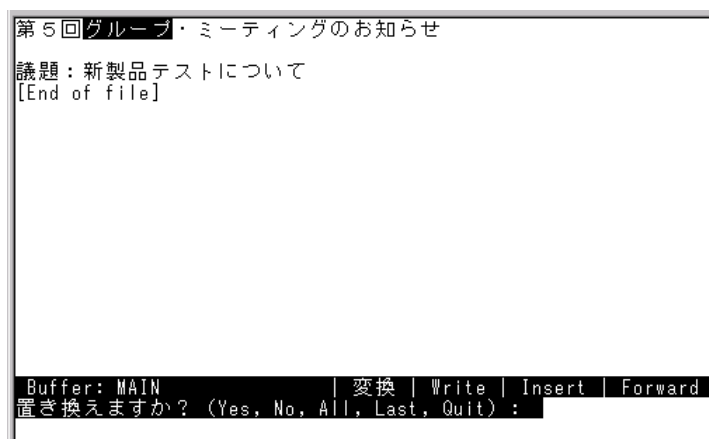 第５回グループ・ミーティングのお知らせ
議題：新製品テストについて
[End of file]
Buffer: MAIN | 変換 | Write | Insert | Forward
置き換えますか？ (Yes, No, All, Last, Quit) :